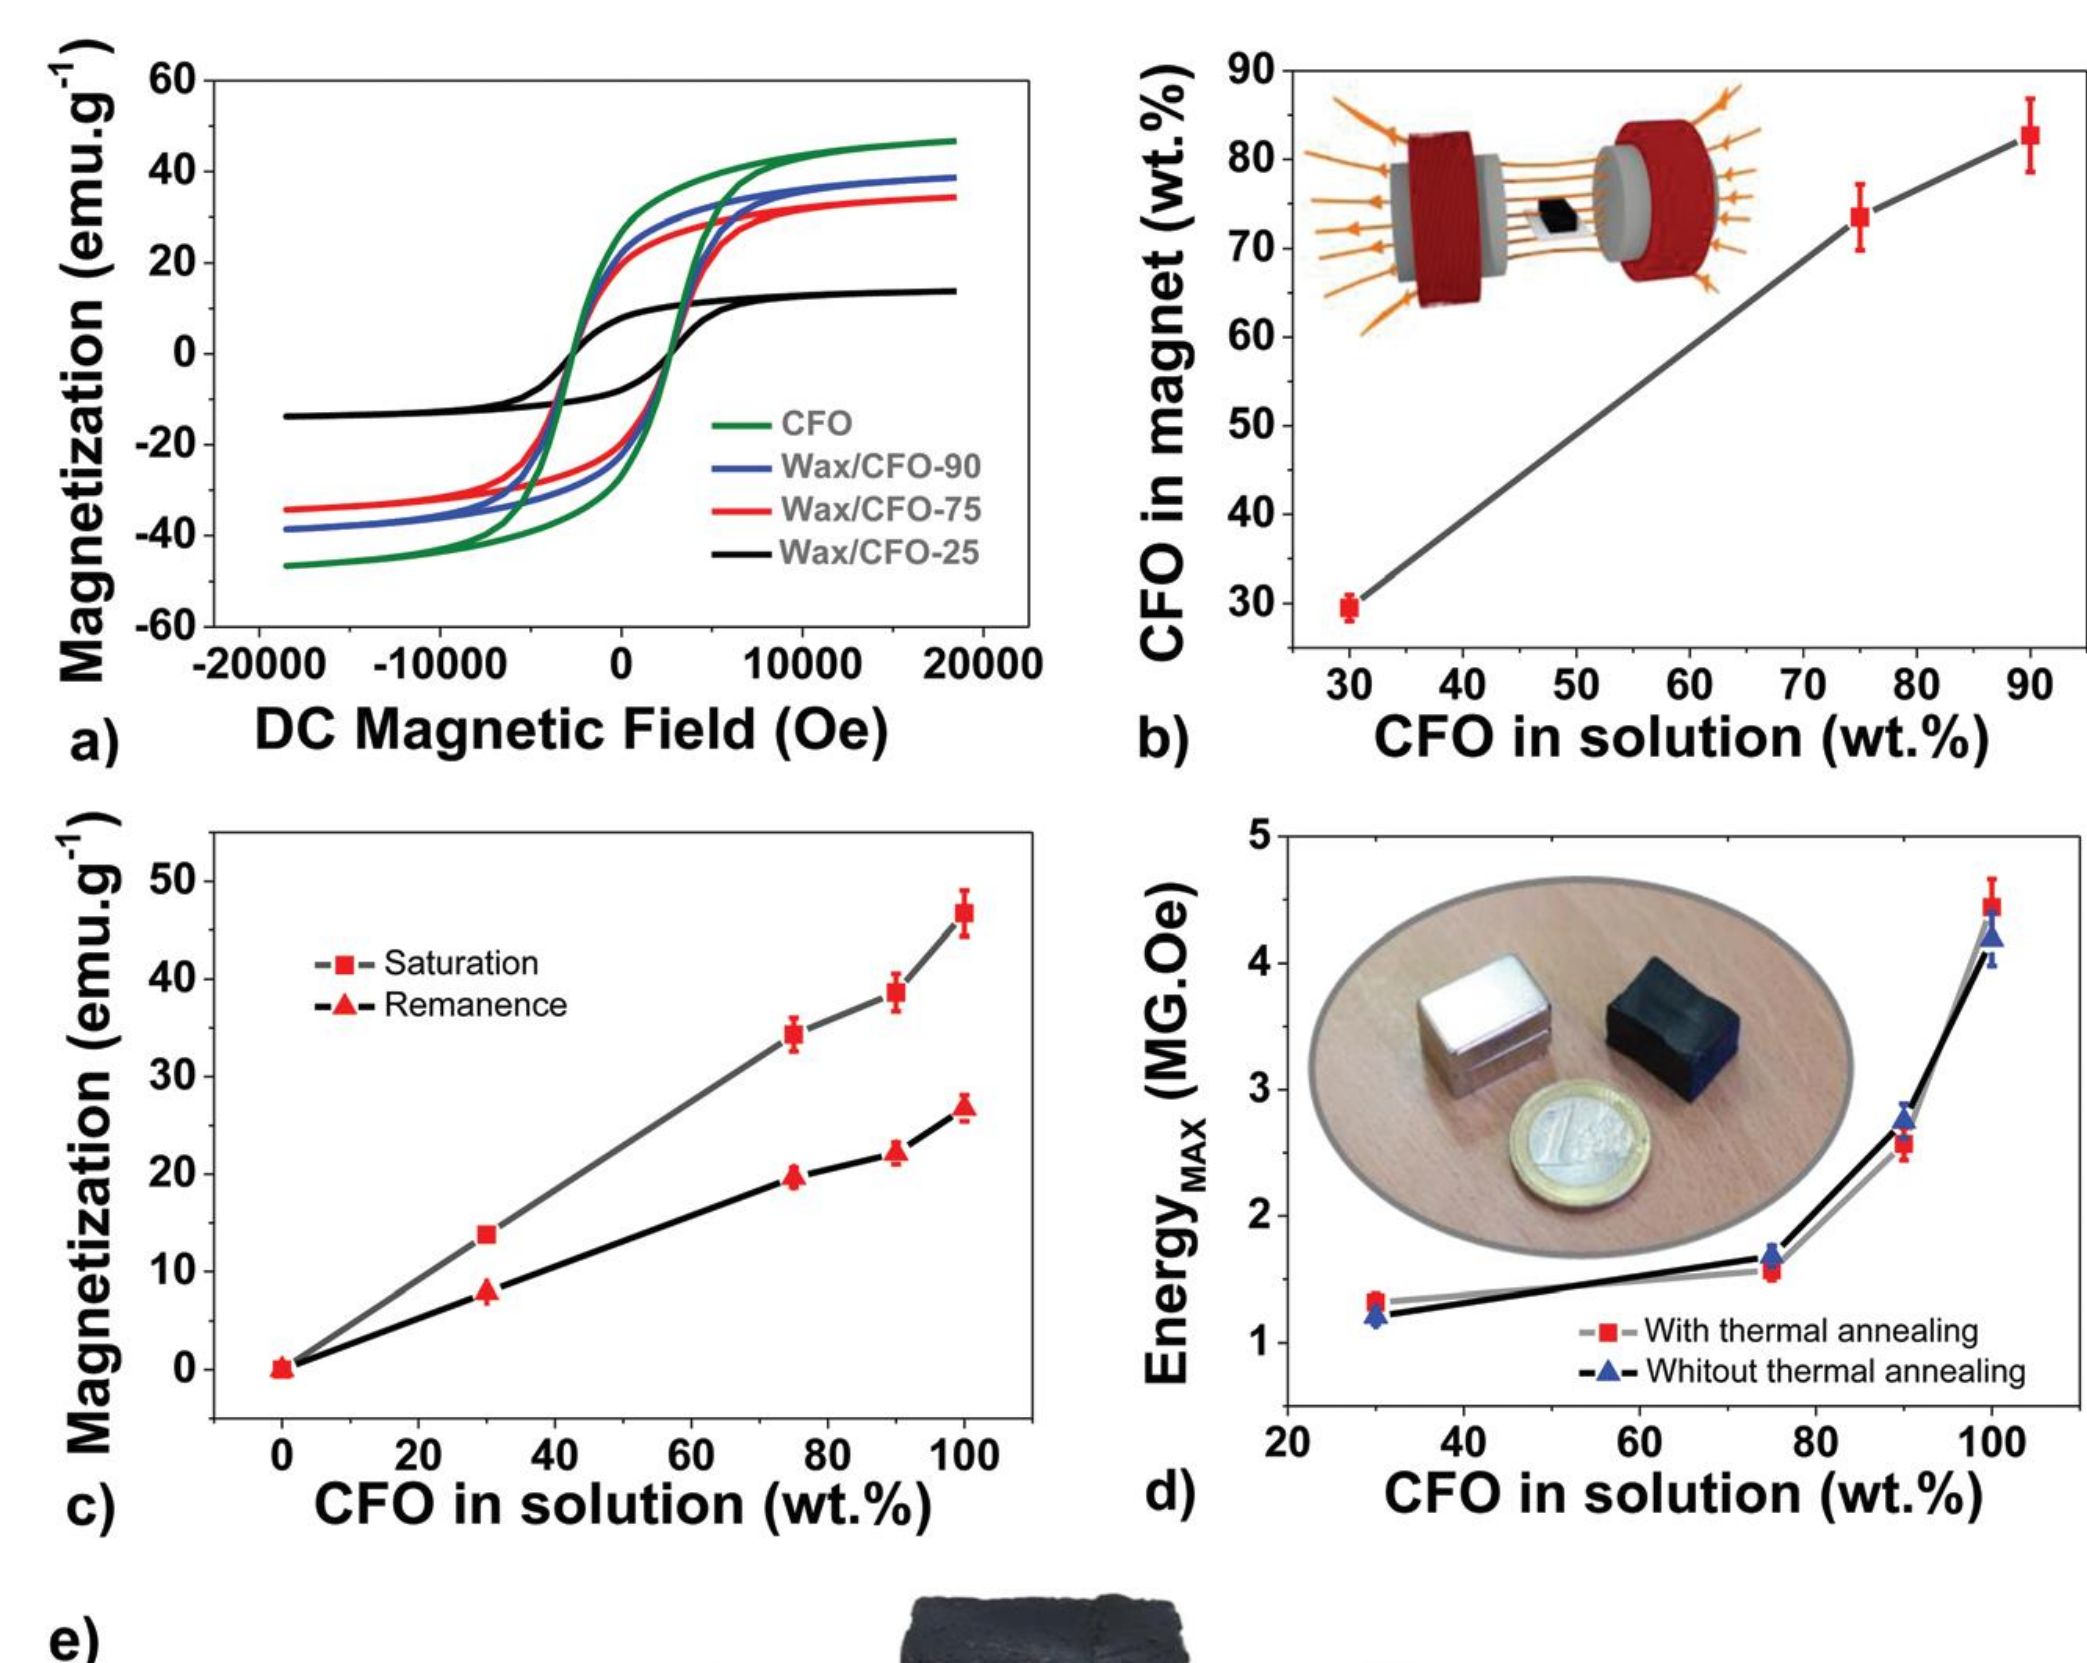 Magnetization (emu.g-1)
60
40
20
0
-20
-40
-60
CFO
Wax/CFO-90
Wax/CFO-75
Wax/CFO-25
-20000 -10000 0 10000 20000
DC Magnetic Field (Oe)
a)
CFO in magnet (wt.%)
90
80
70
60
50
40
30
30 40 50 60 70 80 90
CFO in solution (wt.%)
b)
Magnetization (emu.g-1)
50
40
30
20
10
0
Saturation
Remanence
0 20 40 60 80 100
CFO in solution (wt.%)
c)
EnergyMAX (MG.Oe)
5
4
3
2
1
With thermal annealing
Whitout thermal annealing
20 40 60 80 100
CFO in solution (wt.%)
d)
e)